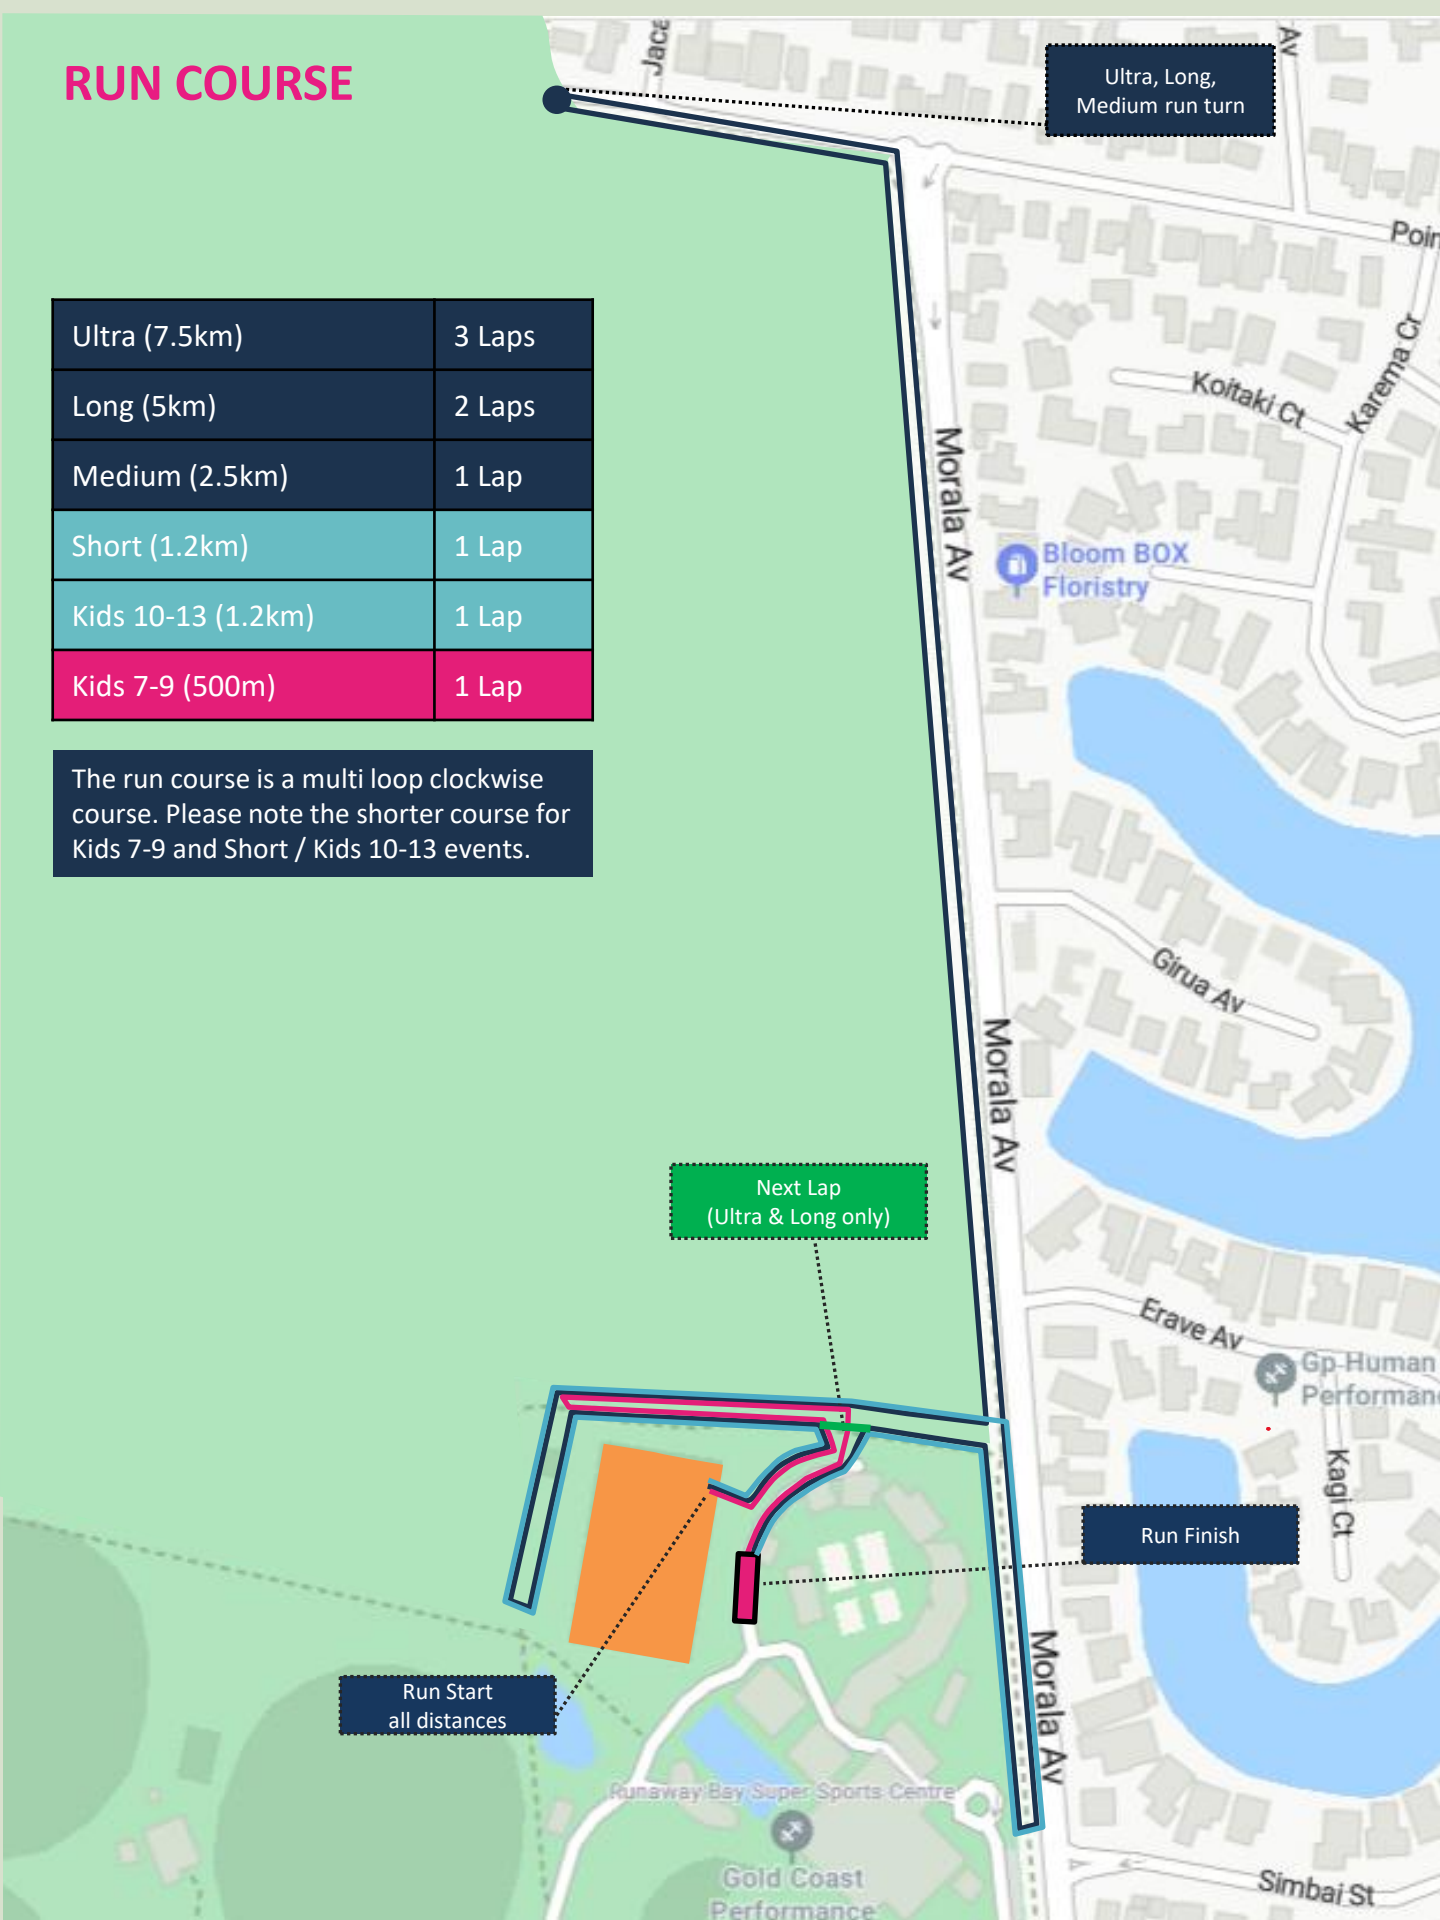 RUN COURSE
Jaca
Av
Ultra, Long,
Medium run turn
Poin
Ultra (7.5km) 3 Laps
Long (5km) 2 Laps
Medium (2.5km) 1 Lap
Short (1.2km) 1 Lap
Kids 10-13 (1.2km) 1 Lap
Kids 7-9 (500m) 1 Lap
The run course is a multi loop clockwise
course. Please note the shorter course for
Kids 7-9 and Short / Kids 10-13 events.
Karema Cr
Koitaki Ct
Morala Av
Bloom BOX
Floristry
Girua Av
Morala Av
Next Lap
(Ultra & Long only)
Erave Av
Gp Human
Performanc
Kagi Ct
Run Finish
Morala Av
Run Start
all distances
Runaway Bay Super Sports Centre
Gold Coast
Performance
Simbai St